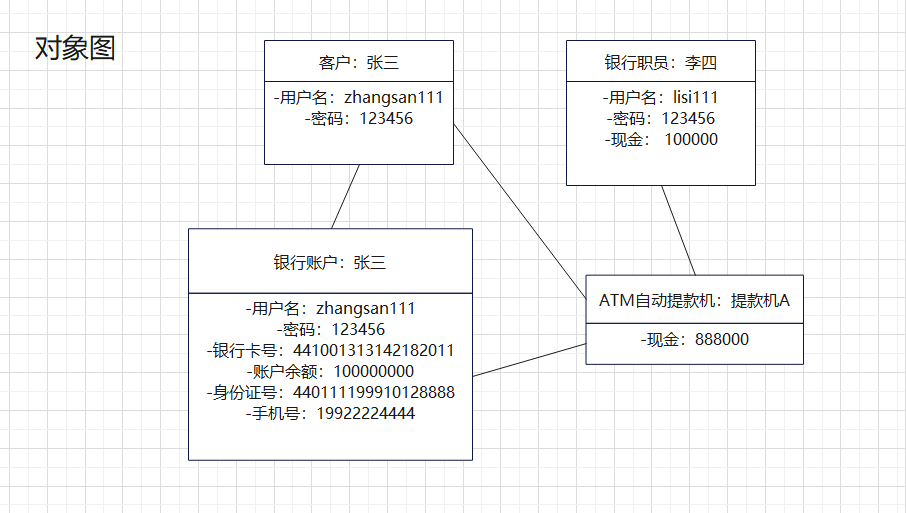 对象图
客户：张三
-用户名：zhangsan111
-密码：123456
银行职员：李四
-用户名：lisi111
-密码：123456
-现金： 100000
银行账户：张三
-用户名：zhangsan111
-密码：123456
-银行卡号：441001313142182011
-账户余额：100000000
-身份证号：440111199910128888
-手机号：19922224444
ATM自动提款机：提款机A
-现金：888000